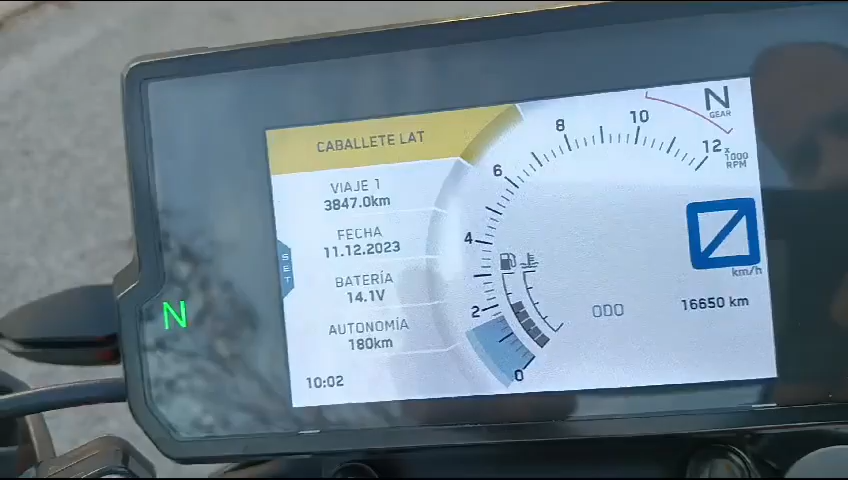 CABALLETE LAT
VIAJE 1
3847.0km
FECHA
11.12.2023
BATERÍA
14.1V
AUTONOMÍA
180km
10:02
SET
N
0
2
4
6
8
10
12
x
1000
RPM
N
GEAR
0
km/h
ODO
16650 km